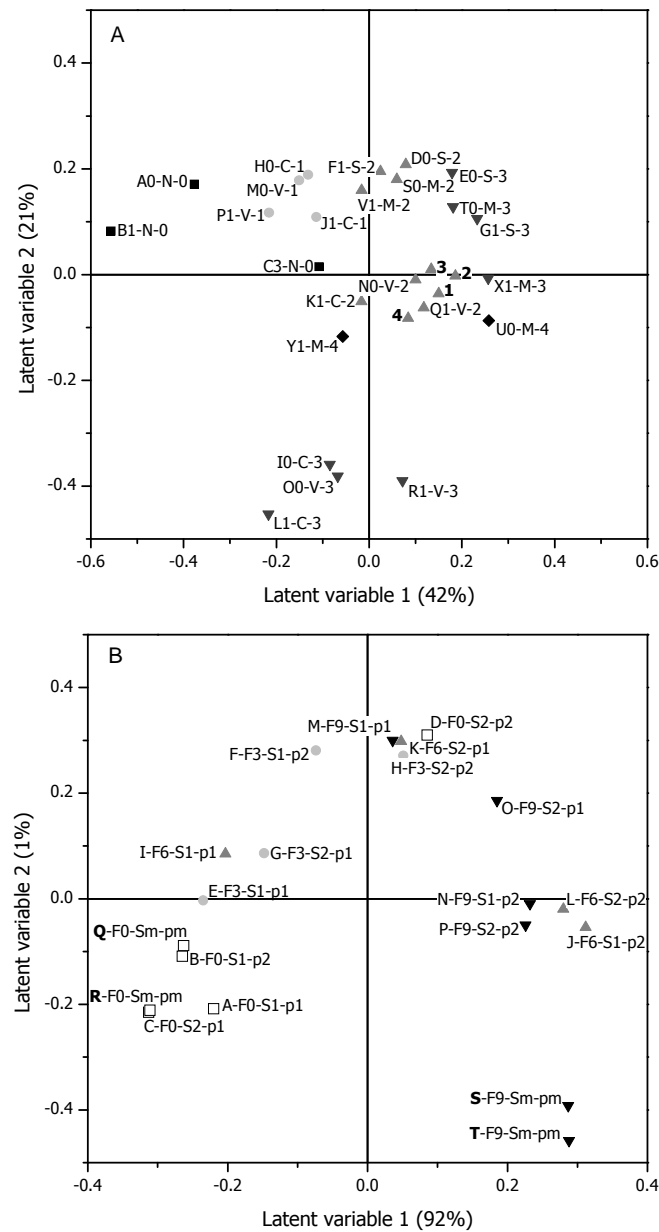 A
0.4
0.2
0.0
-0.2
-0.4
Latent variable 2 (21%)
A0-N-0
B1-N-0
C3-N-0
H0-C-1
M0-V-1
P1-V-1
J1-C-1
F1-S-2
D0-S-2
S0-M-2
V1-M-2
E0-S-3
T0-M-3
G1-S-3
3
2
N0-V-2
1
X1-M-3
K1-C-2
4
Q1-V-2
U0-M-4
Y1-M-4
I0-C-3
O0-V-3
R1-V-3
L1-C-3
-0.6 -0.4 -0.2 0.0 0.2 0.4 0.6
Latent variable 1 (42%)
B
0.4
0.2
0.0
-0.2
-0.4
Latent variable 2 (1%)
M-F9-S1-p1
D-F0-S2-p2
F-F3-S1-p2
K-F6-S2-p1
H-F3-S2-p2
O-F9-S2-p1
I-F6-S1-p1
G-F3-S2-p1
E-F3-S1-p1
N-F9-S1-p2
L-F6-S2-p2
P-F9-S2-p2
J-F6-S1-p2
Q-F0-Sm-pm
B-F0-S1-p2
R-F0-Sm-pm
A-F0-S1-p1
C-F0-S2-p1
S-F9-Sm-pm
T-F9-Sm-pm
-0.4 -0.2 0.0 0.2 0.4
Latent variable 1 (92%)